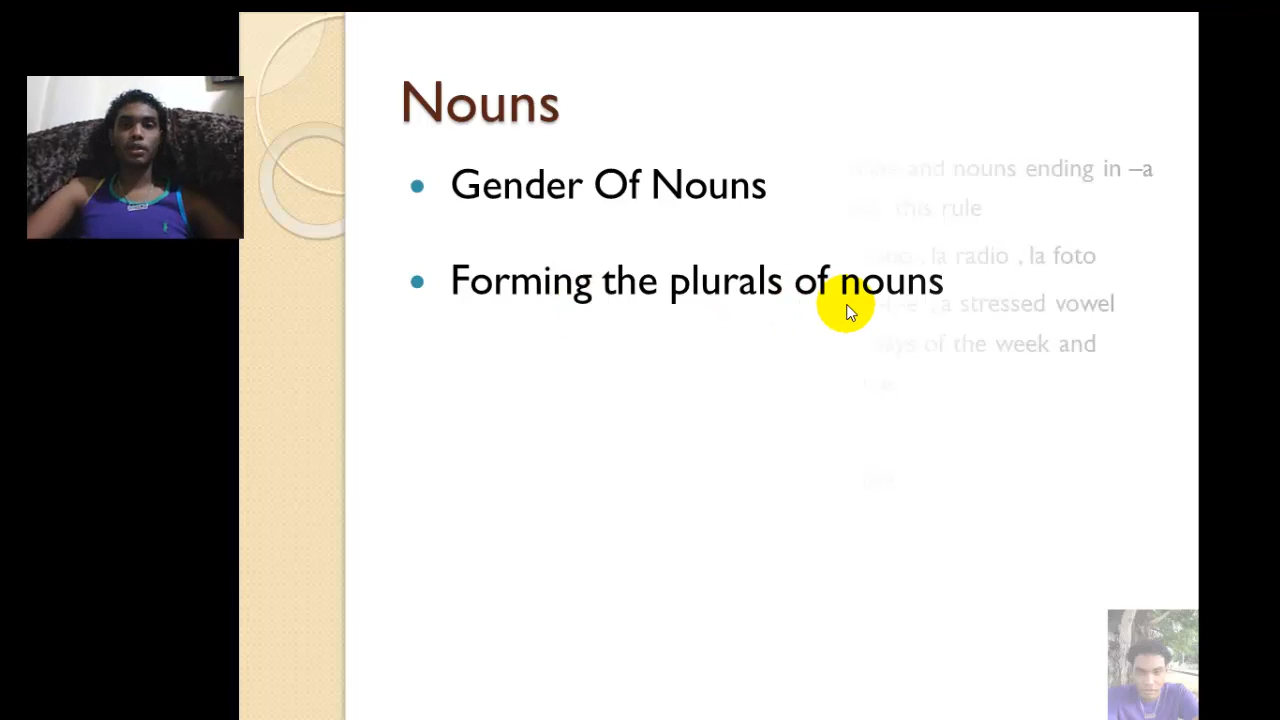 Nouns
Gender Of Nouns
and nouns ending in –a
this rule
la radio , la foto
Forming the plurals of nouns
, a stressed vowel
of the week and